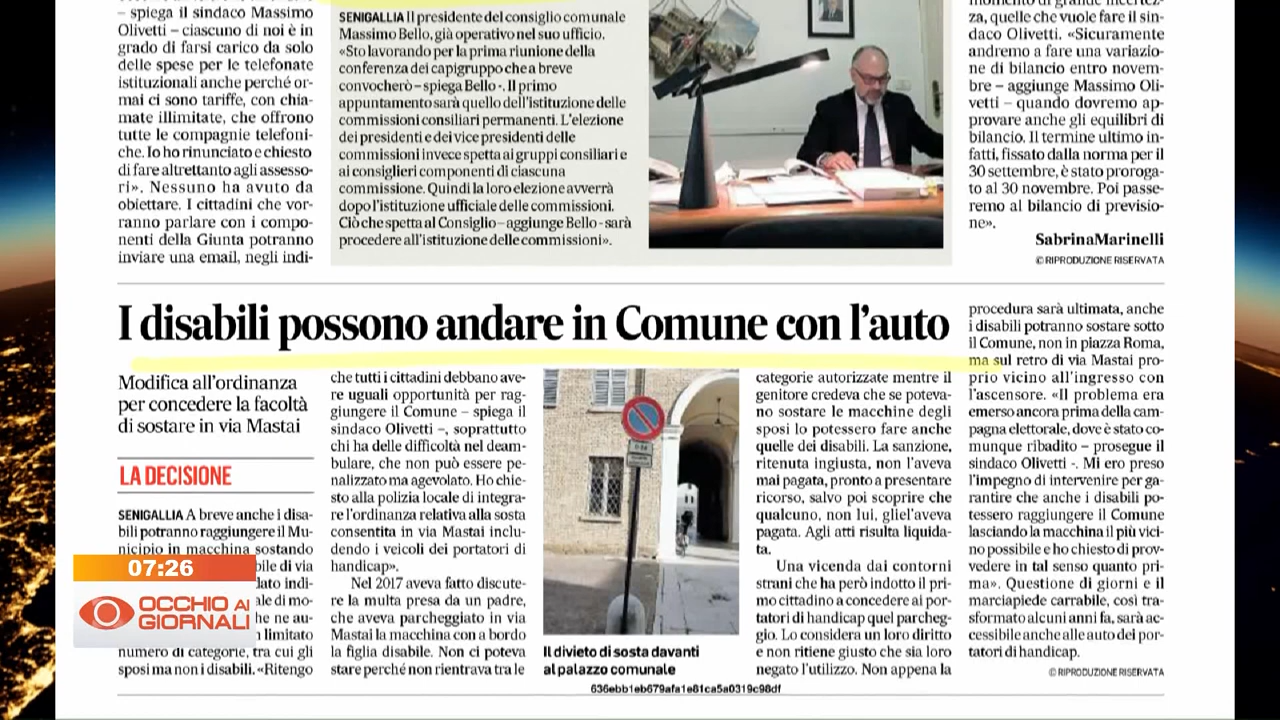 – spiega il sindaco Massimo
Olivetti – ciascuno di noi è in
grado di farsi carico da solo
delle spese per le telefonate
istituzionali anche perché or-
mai ci sono tariffe, con chia-
mate illimitate, che offrono
tutte le compagnie telefoni-
che. Io ho rinunciato e chiesto
di fare altrettanto agli assesso-
ri». Nessuno ha avuto da
obiettare. I cittadini che vor-
ranno parlare con i compo-
nenti della Giunta potranno
inviare una email, negli indi-
SENIGALLIA Il presidente del consiglio comunale
Massimo Bello, già operativo nel suo ufficio.
«Sto lavorando per la prima riunione della
conferenza dei capigruppo che a breve
convocherò – spiega Bello -. Il primo
appuntamento sarà quello dell'istituzione delle
commissioni consiliari permanenti. L'elezione
dei presidenti e dei vice presidenti delle
commissioni invece spetta ai gruppi consiliari e
ai consiglieri componenti di ciascuna
commissione. Quindi la loro elezione avverrà
dopo l'istituzione ufficiale delle commissioni.
Ciò che spetta al Consiglio – aggiunge Bello - sarà
procedere all'istituzione delle commissioni».
za, quelle che vuole fare il sin-
daco Olivetti. «Sicuramente
andremo a fare una variazio-
ne di bilancio entro novem-
bre – aggiunge Massimo Oli-
vetti – quando dovremo ap-
provare anche gli equilibri di
bilancio. Il termine ultimo in-
fatti, fissato dalla norma per il
30 settembre, è stato proroga-
to al 30 novembre. Poi passe-
remo al bilancio di previsio-
ne».
Sabrina Marinelli
© RIPRODUZIONE RISERVATA
I disabili possono andare in Comune con l'auto
Modifica all'ordinanza
per concedere la facoltà
di sostare in via Mastai
LA DECISIONE
SENIGALLIA A breve anche i disa-
bili potranno raggiungere il Mu-
nicipio in macchina sostando
bile di via
dato indi-
ale di mo-
he ne au-
limitato
numero di categorie, tra cui gli
sposi ma non i disabili. «Ritengo
che tutti i cittadini debbano ave-
re uguali opportunità per rag-
giungere il Comune – spiega il
sindaco Olivetti –, soprattutto
chi ha delle difficoltà nel deam-
bulare, che non può essere pe-
nalizzato ma agevolato. Ho chie-
sto alla polizia locale di integra-
re l'ordinanza relativa alla sosta
consentita in via Mastai inclu-
dendo i veicoli dei portatori di
handicap».
Nel 2017 aveva fatto discute-
re la multa presa da un padre,
che aveva parcheggiato in via
Mastai la macchina con a bordo
la figlia disabile. Non ci poteva
stare perché non rientrava tra le
Il divieto di sosta davanti
al palazzo comunale
categorie autorizzate mentre il
genitore credeva che se poteva-
no sostare le macchine degli
sposi lo potessero fare anche
quelle dei disabili. La sanzione,
ritenuta ingiusta, non l'aveva
mai pagata, pronto a presentare
ricorso, salvo poi scoprire che
qualcuno, non lui, gliel'aveva
pagata. Agli atti risulta liquida-
ta.
Una vicenda dai contorni
strani che ha però indotto il pri-
mo cittadino a concedere ai por-
tatori di handicap quel parcheg-
gio. Lo considera un loro diritto
e non ritiene giusto che sia loro
negato l'utilizzo. Non appena la
procedura sarà ultimata, anche
i disabili potranno sostare sotto
il Comune, non in piazza Roma,
ma sul retro di via Mastai pro-
prio vicino all'ingresso con
l'ascensore. «Il problema era
emerso ancora prima della cam-
pagna elettorale, dov'è stato co-
munque ribadito – prosegue il
sindaco Olivetti -. Mi ero preso
l'impegno di intervenire per ga-
rantire che anche i disabili po-
tessero raggiungere il Comune
lasciando la macchina il più vici-
no possibile e ho chiesto di prov-
vedere in tal senso quanto pri-
ma». Questione di giorni e il
marciapiede carrabile, così tra-
sformato alcuni anni fa, sarà ac-
cessibile anche alle auto dei por-
tatori di handicap.
© RIPRODUZIONE RISERVATA
636ebb1eb679afa1e81ca5a0319c98df
07:26
OCCHIO AI
GIORNALI